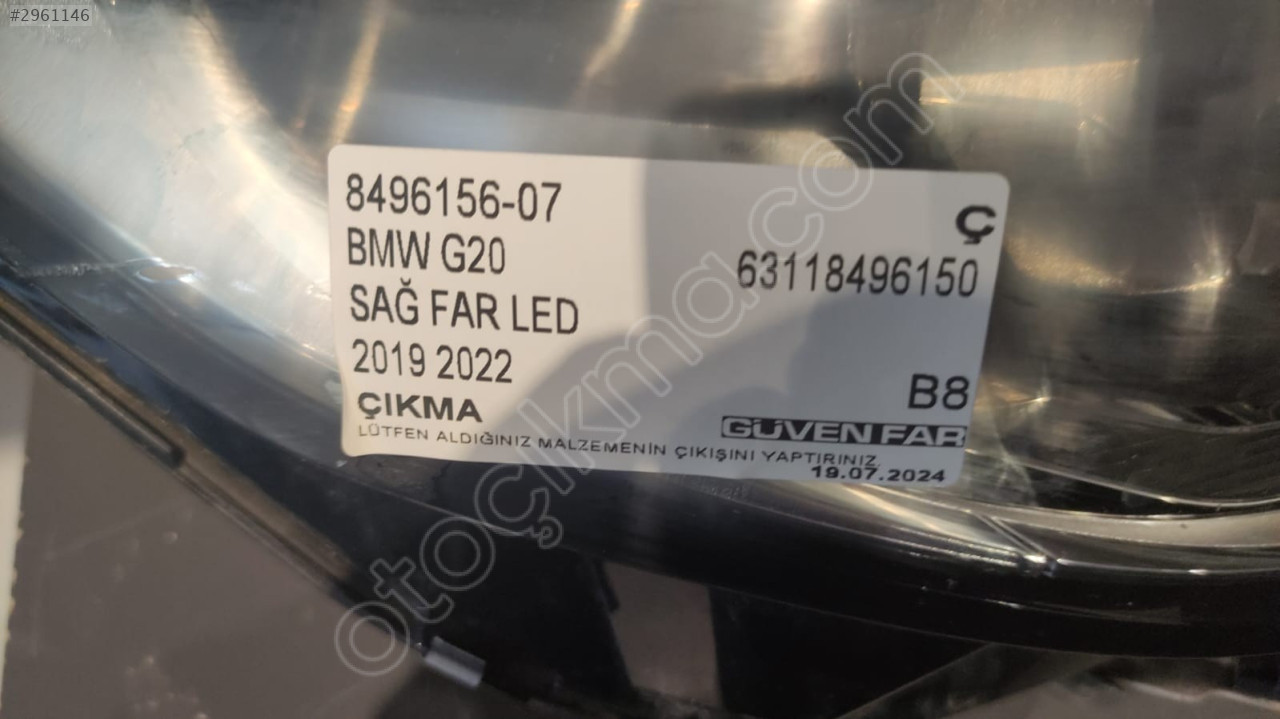 #2961146
8496156-07
BMW G20
SAĞ FAR LED
2019 2022
ÇIKMA
Ç
63118496150
B8
GÜVEN FAR
LÜTFEN ALDIĞINIZ MALZEMENİN ÇIKIŞINI YAPTIRINIZ.
19.07.2024
otoçıkma.com